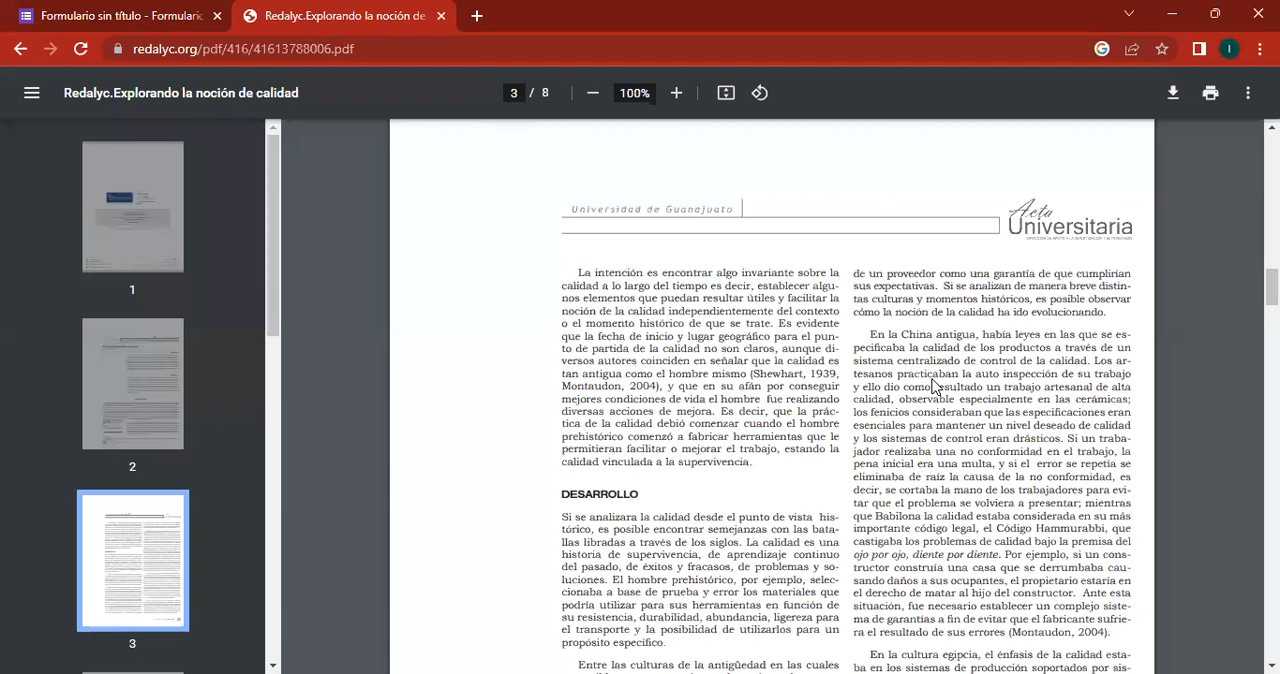 Formulario sin título - Formulario
Redalyc.Explorando la noción de
redalyc.org/pdf/416/41613788006.pdf
I
Redalyc.Explorando la noción de calidad
3 / 8
100%
1
2
3
Universidad de Guanajuato
Acta
Universitaria
La intención es encontrar algo invariante sobre la
calidad a lo largo del tiempo es decir, establecer algu-
nos elementos que puedan resultar útiles y facilitar la
noción de la calidad independientemente del contexto
o el momento histórico de que se trate. Es evidente
que la fecha de inicio y lugar geográfico para el pun-
to de partida de la calidad no son claros, aunque di-
versos autores coinciden en señalar que la calidad es
tan antigua como el hombre mismo (Shewhart, 1939,
Montaudon, 2004), y que en su afán por conseguir
mejores condiciones de vida el hombre fue realizando
diversas acciones de mejora. Es decir, que la prác-
tica de la calidad debió comenzar cuando el hombre
prehistórico comenzó a fabricar herramientas que le
permitieran facilitar o mejorar el trabajo, estando la
calidad vinculada a la supervivencia.
DESARROLLO
Si se analizara la calidad desde el punto de vista his-
tórico, es posible encontrar semejanzas con las bata-
llas libradas a través de los siglos. La calidad es una
historia de supervivencia, de aprendizaje continuo
del pasado, de éxitos y fracasos, de problemas y so-
luciones. El hombre prehistórico, por ejemplo, selec-
cionaba a base de prueba y error los materiales que
podría utilizar para sus herramientas en función de
su resistencia, durabilidad, abundancia, ligereza para
el transporte y la posibilidad de utilizarlos para un
propósito específico.
Entre las culturas de la antigüedad en las cuales
de un proveedor como una garantía de que cumplirían
sus expectativas. Si se analizan de manera breve distin-
tas culturas y momentos históricos, es posible observar
cómo la noción de la calidad ha ido evolucionando.
En la China antigua, había leyes en las que se es-
pecificaba la calidad de los productos a través de un
sistema centralizado de control de la calidad. Los ar-
tesanos practicaban la auto inspección de su trabajo
y ello dio como resultado un trabajo artesanal de alta
calidad, observable especialmente en las cerámicas;
los fenicios consideraban que las especificaciones eran
esenciales para mantener un nivel deseado de calidad
y los sistemas de control eran drásticos. Si un traba-
jador realizaba una no conformidad en el trabajo, la
pena inicial era una multa, y si el error se repetía se
eliminaba de raíz la causa de la no conformidad, es
decir, se cortaba la mano de los trabajadores para evi-
tar que el problema se volviera a presentar; mientras
que Babilona la calidad estaba considerada en su más
importante código legal, el Código Hammurabbi, que
castigaba los problemas de calidad bajo la premisa del
ojo por ojo, diente por diente. Por ejemplo, si un cons-
tructor construía una casa que se derrumbaba cau-
sando daños a sus ocupantes, el propietario estaría en
el derecho de matar al hijo del constructor. Ante esta
situación, fue necesario establecer un complejo siste-
ma de garantías a fin de evitar que el fabricante sufrie-
ra el resultado de sus errores (Montaudon, 2004).
En la cultura egipcia, el énfasis de la calidad esta-
ba en los sistemas de producción soportados por sis-